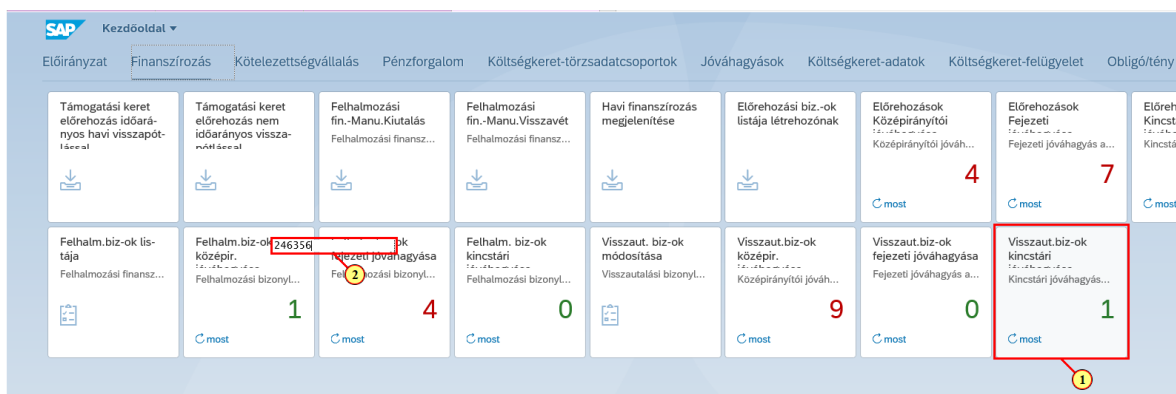 SAP Kezdőoldal
Előirányzat Finanszírozás Kötelezettségvállalás Pénzforgalom Költségkeret-törzsadatcsoportok Jóváhagyások Költségkeret-adatok Költségkeret-felügyelet Obligó/tény
Támogatási keret
előrehozás időará-
nyos havi visszapót-
lással
Támogatási keret
előrehozás nem
időarányos vissza-
pótlással
Felhalmozási
fin.-Manu.Kiutalás
Felhalmozási finansz...
Felhalmozási
fin.-Manu.Visszavét
Felhalmozási finansz...
Havi finanszírozás
megjelenítése
Előrehozási biz.-ok
listája létrehozónak
Előrehozások
Középirányítói
Középirányítói jóváh...
4
most
Előrehozások
Fejezeti
Fejezeti jóváhagyás a...
7
most
Előreh
Kincst
Kincstá
most
Felhalm.biz-ok lis-
tája
Felhalmozási finansz...
Felhalm.biz-ok
középir.
Felhalmozási bizonyl...
1
most
246356
ok
fejezeti jóváhagyása
Felhalmozási bizonyl...
2
4
most
Felhalm. biz-ok
kincstári
Felhalmozási bizonyl...
0
most
Visszaut. biz-ok
módosítása
Visszautalási bizonyl...
Visszaut.biz-ok
középir.
Középirányítói jóváh...
9
most
Visszaut.biz-ok
fejezeti jóváhagyása
Fejezeti jóváhagyás a...
0
most
Visszaut.biz-ok
kincstári
Kincstári jóváhagyás...
1
most
1